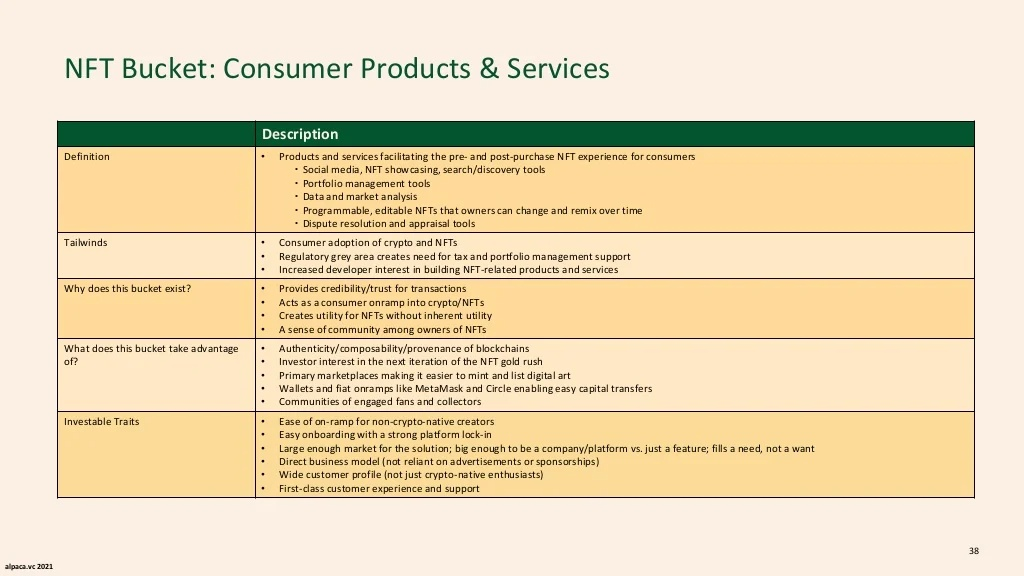 NFT Bucket: Consumer Products & Services
Description
Definition
• Products and services facilitating the pre- and post-purchase NFT experience for consumers
• Social media, NFT showcasing, search/discovery tools
• Portfolio management tools
• Data and market analysis
• Programmable, editable NFTs that owners can change and remix over time
• Dispute resolution and appraisal tools
Tailwinds
• Consumer adoption of crypto and NFTs
• Regulatory grey area creates need for tax and portfolio management support
• Increased developer interest in building NFT-related products and services
Why does this bucket exist?
• Provides credibility/trust for transactions
• Acts as a consumer onramp into crypto/NFTs
• Creates utility for NFTs without inherent utility
• A sense of community among owners of NFTs
What does this bucket take advantage
of?
• Authenticity/composability/provenance of blockchains
• Investor interest in the next iteration of the NFT gold rush
• Primary marketplaces making it easier to mint and list digital art
• Wallets and fiat onramps like MetaMask and Circle enabling easy capital transfers
• Communities of engaged fans and collectors
Investable Traits
• Ease of on-ramp for non-crypto-native creators
• Easy onboarding with a strong platform lock-in
• Large enough market for the solution; big enough to be a company/platform vs. just a feature; fills a need, not a want
• Direct business model (not reliant on advertisements or sponsorships)
• Wide customer profile (not just crypto-native enthusiasts)
• First-class customer experience and support
38
alpaca.vc 2021